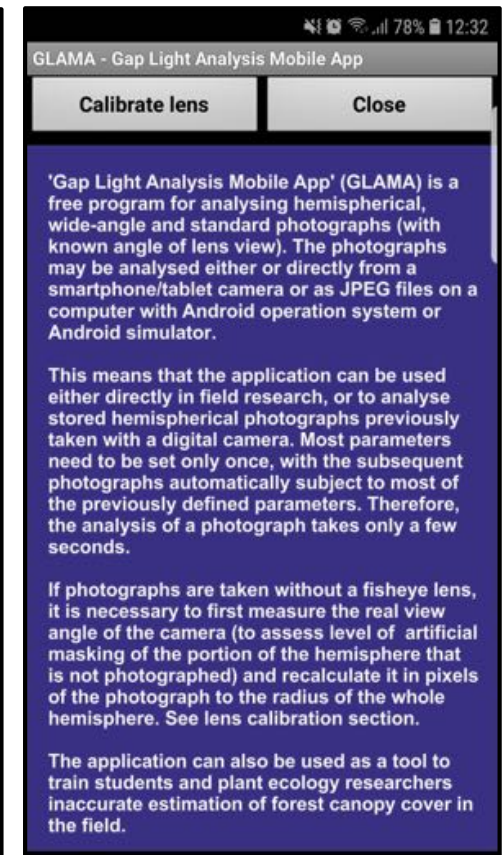 78% 12:32
GLAMA - Gap Light Analysis Mobile App
Calibrate lens Close
'Gap Light Analysis Mobile App' (GLAMA) is a
free program for analysing hemispherical,
wide-angle and standard photographs (with
known angle of lens view). The photographs
may be analysed either or directly from a
smartphone/tablet camera or as JPEG files on a
computer with Android operation system or
Android simulator.
This means that the application can be used
either directly in field research, or to analyse
stored hemispherical photographs previously
taken with a digital camera. Most parameters
need to be set only once, with the subsequent
photographs automatically subject to most of
the previously defined parameters. Therefore,
the analysis of a photograph takes only a few
seconds.
If photographs are taken without a fisheye lens,
it is necessary to first measure the real view
angle of the camera (to assess level of artificial
masking of the portion of the hemisphere that
is not photographed) and recalculate it in pixels
of the photograph to the radius of the whole
hemisphere. See lens calibration section.
The application can also be used as a tool to
train students and plant ecology researchers
inaccurate estimation of forest canopy cover in
the field.